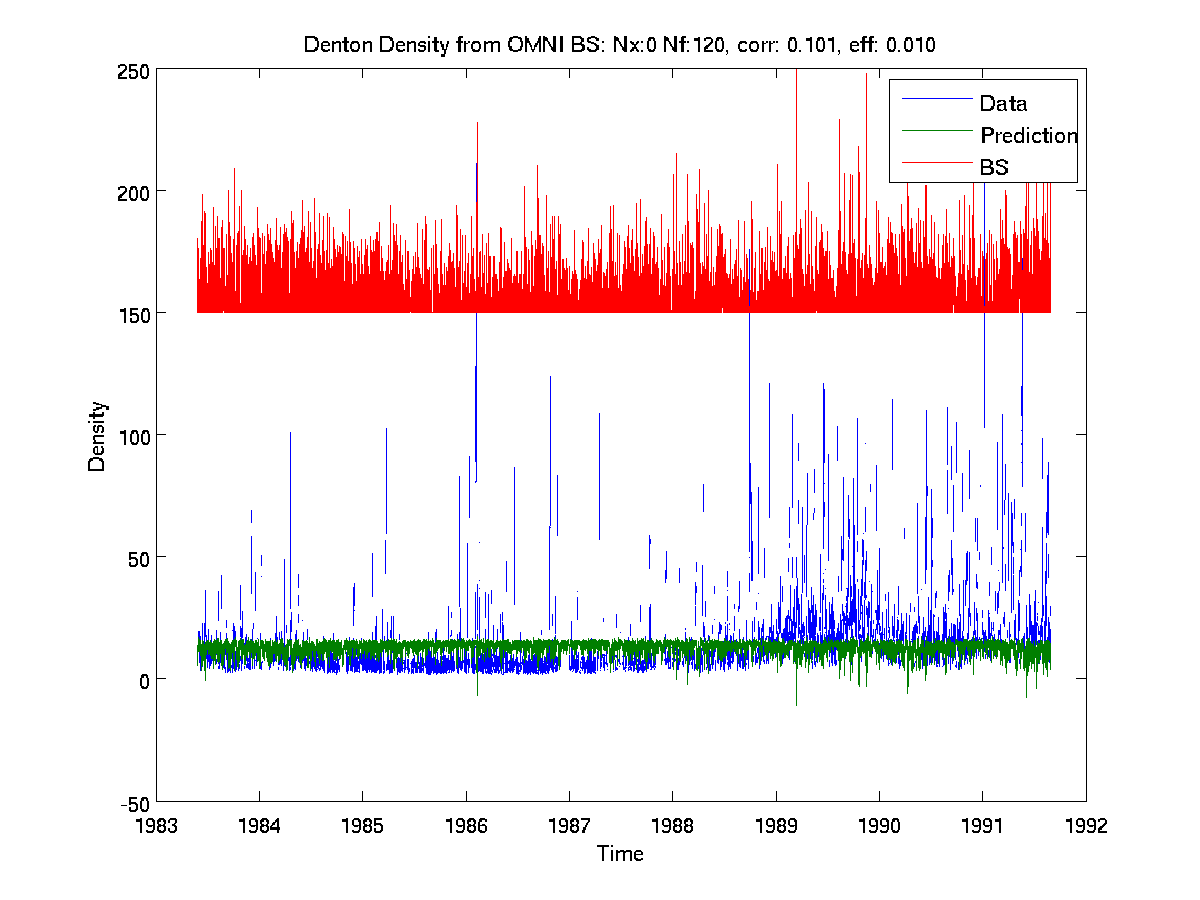 Denton Density from OMNI BS: Nx:0 Nf:120, corr: 0.101, eff: 0.010
250
200
150
100
50
0
-50
Density
Data
Prediction
BS
1983 1984 1985 1986 1987 1988 1989 1990 1991 1992
Time